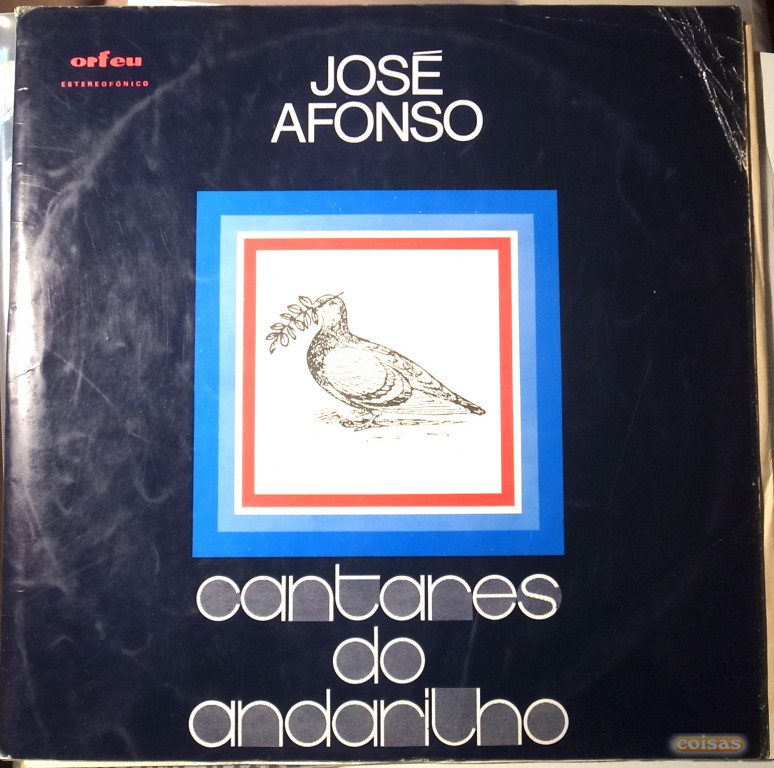 orfeu
ESTEREOFÓNICO
JOSÉ
AFONSO
cantares
do
andarilho
coisas